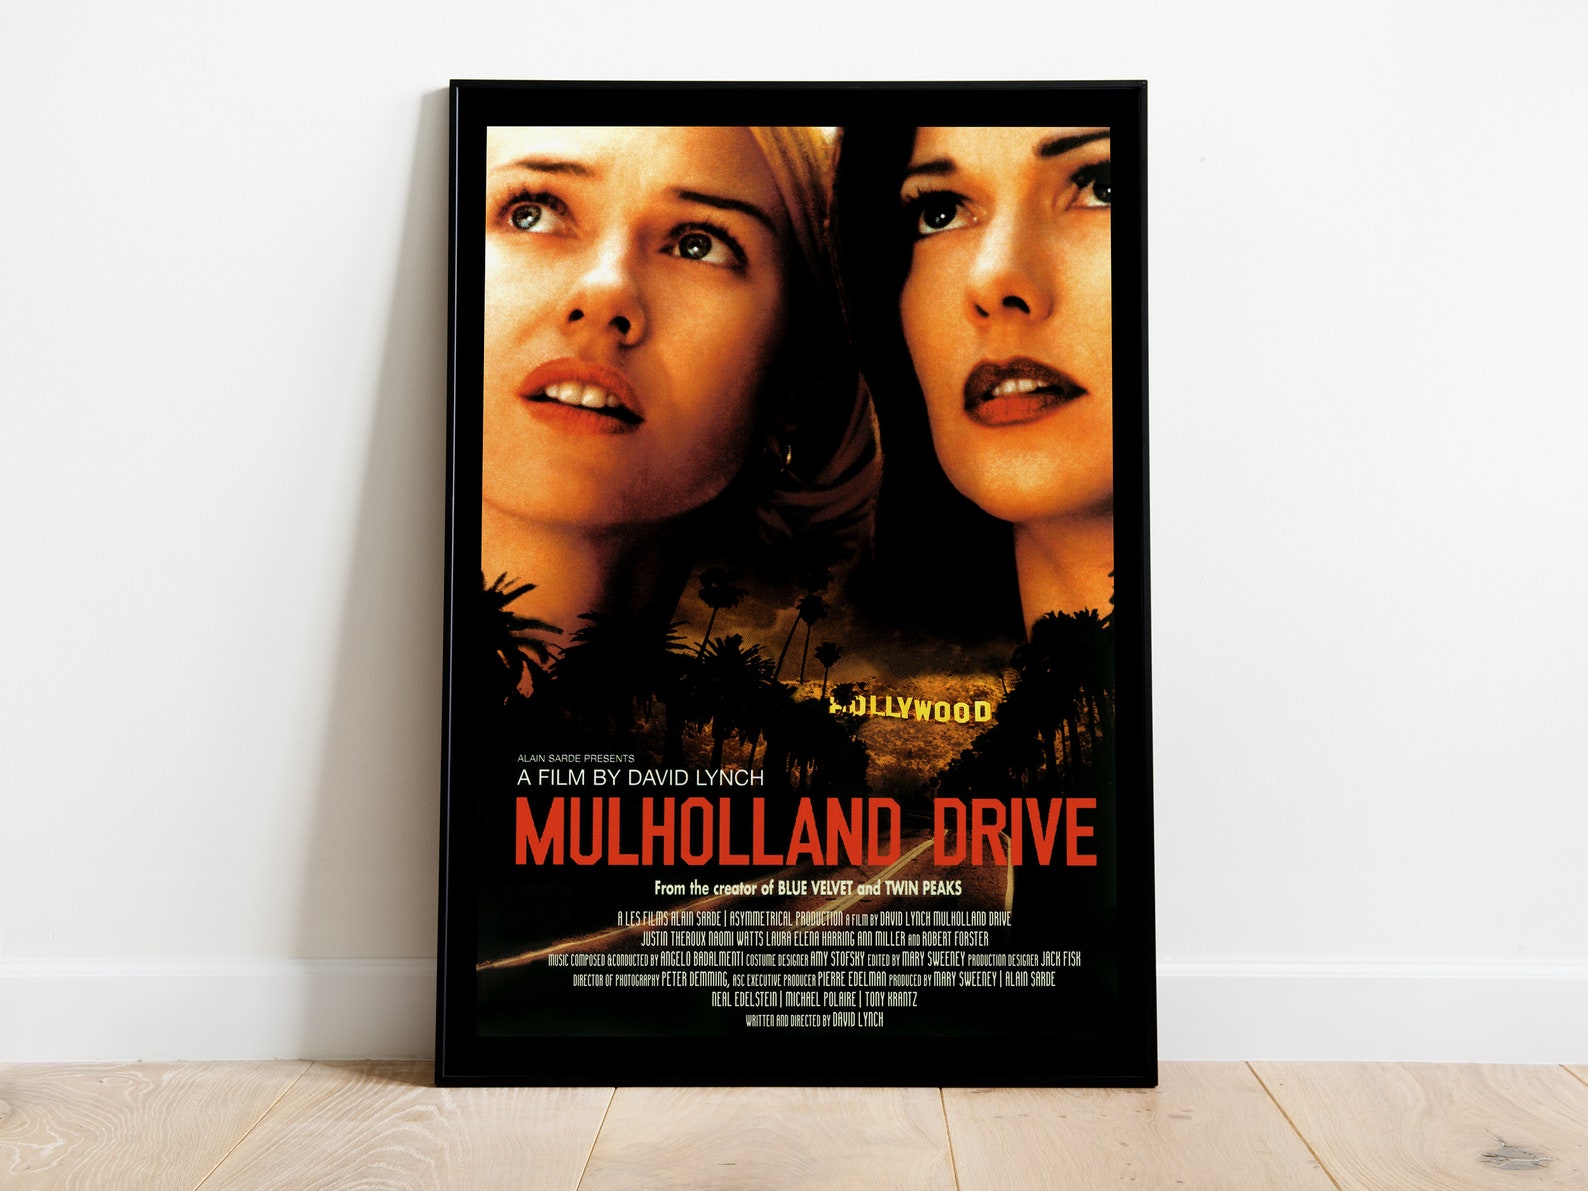 HOLLYWOOD
ALAIN SARDE PRESENTS
A FILM BY DAVID LYNCH
MULHOLLAND DRIVE
From the creator of BLUE VELVET and TWIN PEAKS
A LES FILMS ALAIN SARDE | ASYMMETRICAL PRODUCTION A FILM BY DAVID LYNCH MULHOLLAND DRIVE
JUSTIN THEROUX NAOMI WATTS LAURA ELENA HARRING ANN MILLER AND ROBERT FORSTER
MUSIC COMPOSED & CONDUCTED BY ANGELO BADALMENTI COSTUME DESIGNER AMY STOFSKY EDITED BY MARY SWEENEY PRODUCTION DESIGNER JACK FISK
DIRECTOR OF PHOTOGRAPHY PETER DEMMING, ASC EXECUTIVE PRODUCER PIERRE EDELMAN PRODUCED BY MARY SWEENEY | ALAIN SARDE
NEAL EDELSTEIN | MICHAEL POLAIRE | TONY KRANTZ
WRITTEN AND DIRECTED BY DAVID LYNCH